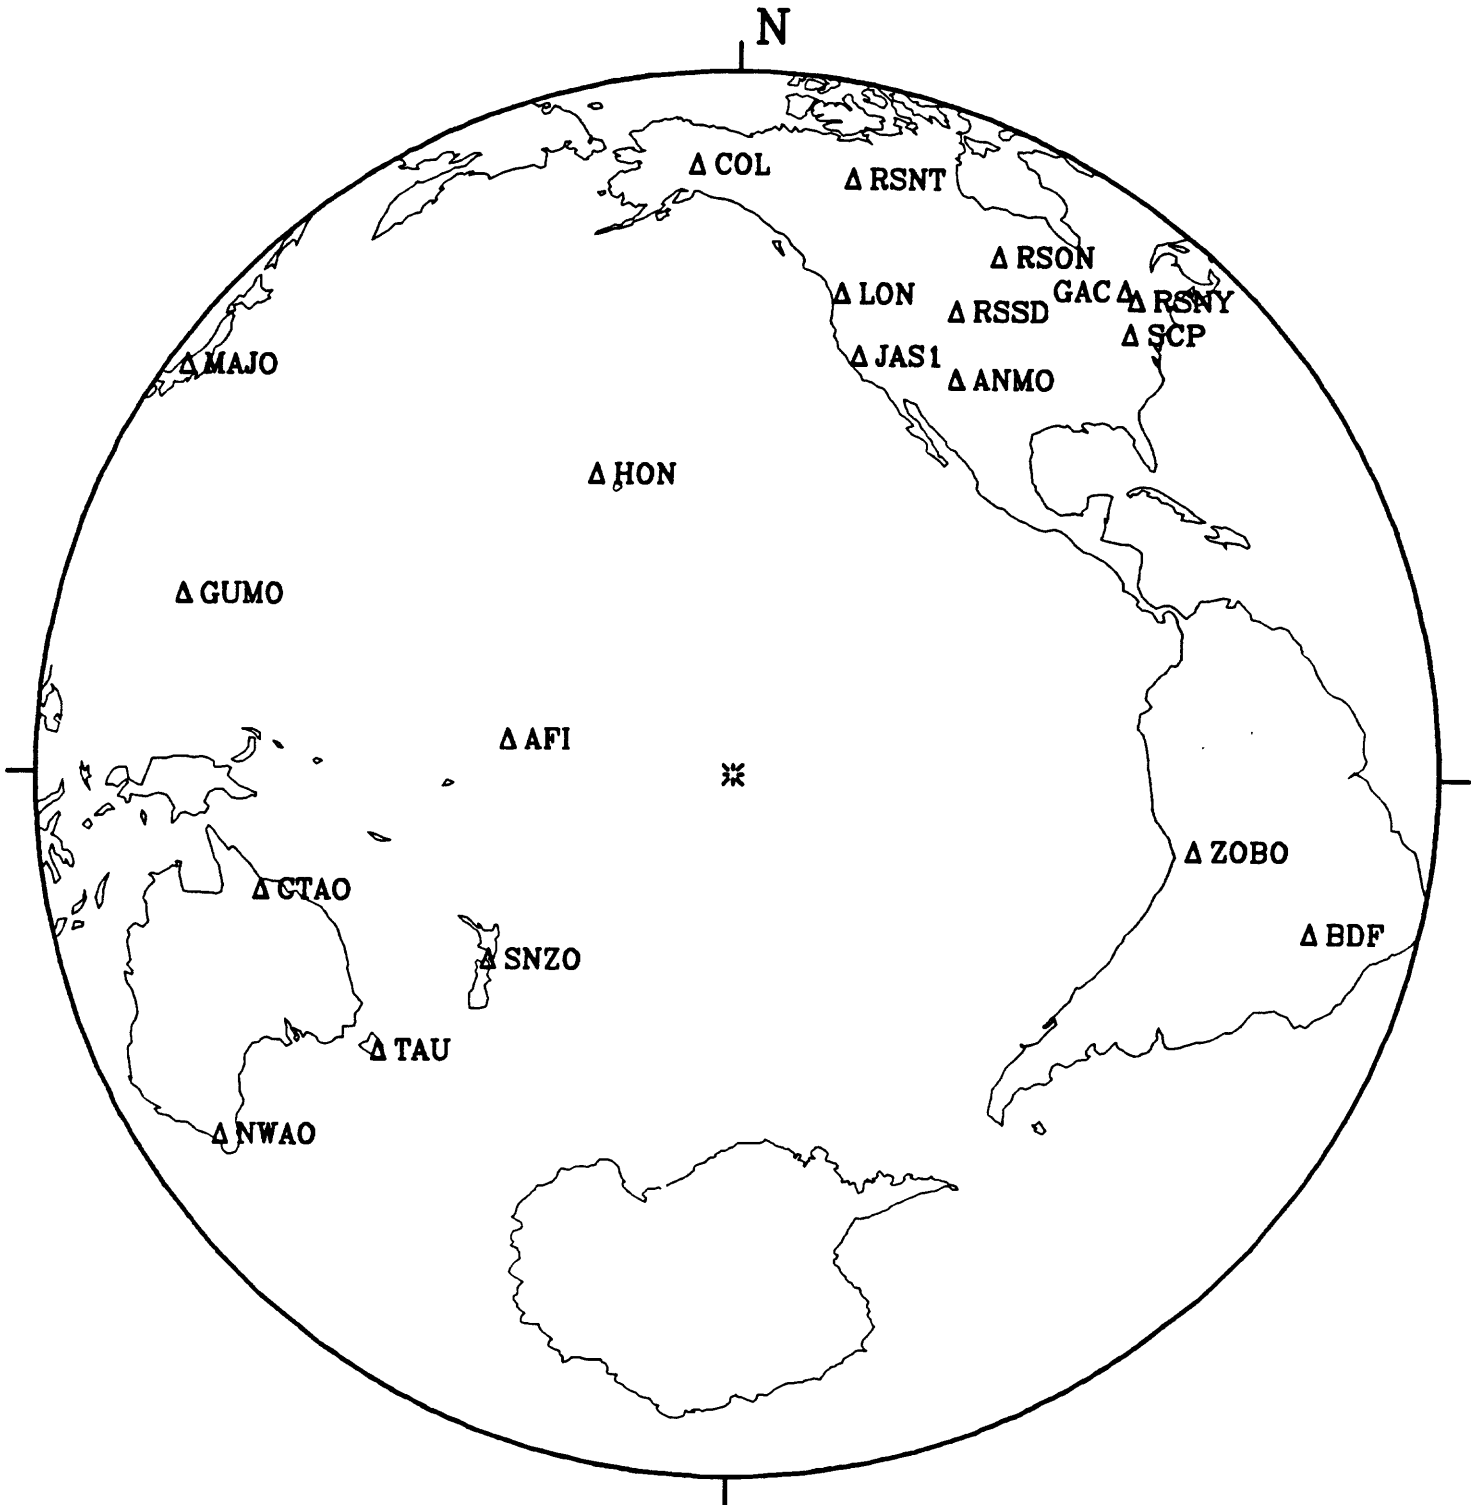 N
COL
RSNT
RSON
GAC
RSNY
LON
RSSD
SCP
JAS1
MAJO
ANMO
HON
GUMO
AFI
ZOBO
CTAO
BDF
SNZO
TAU
NWAO